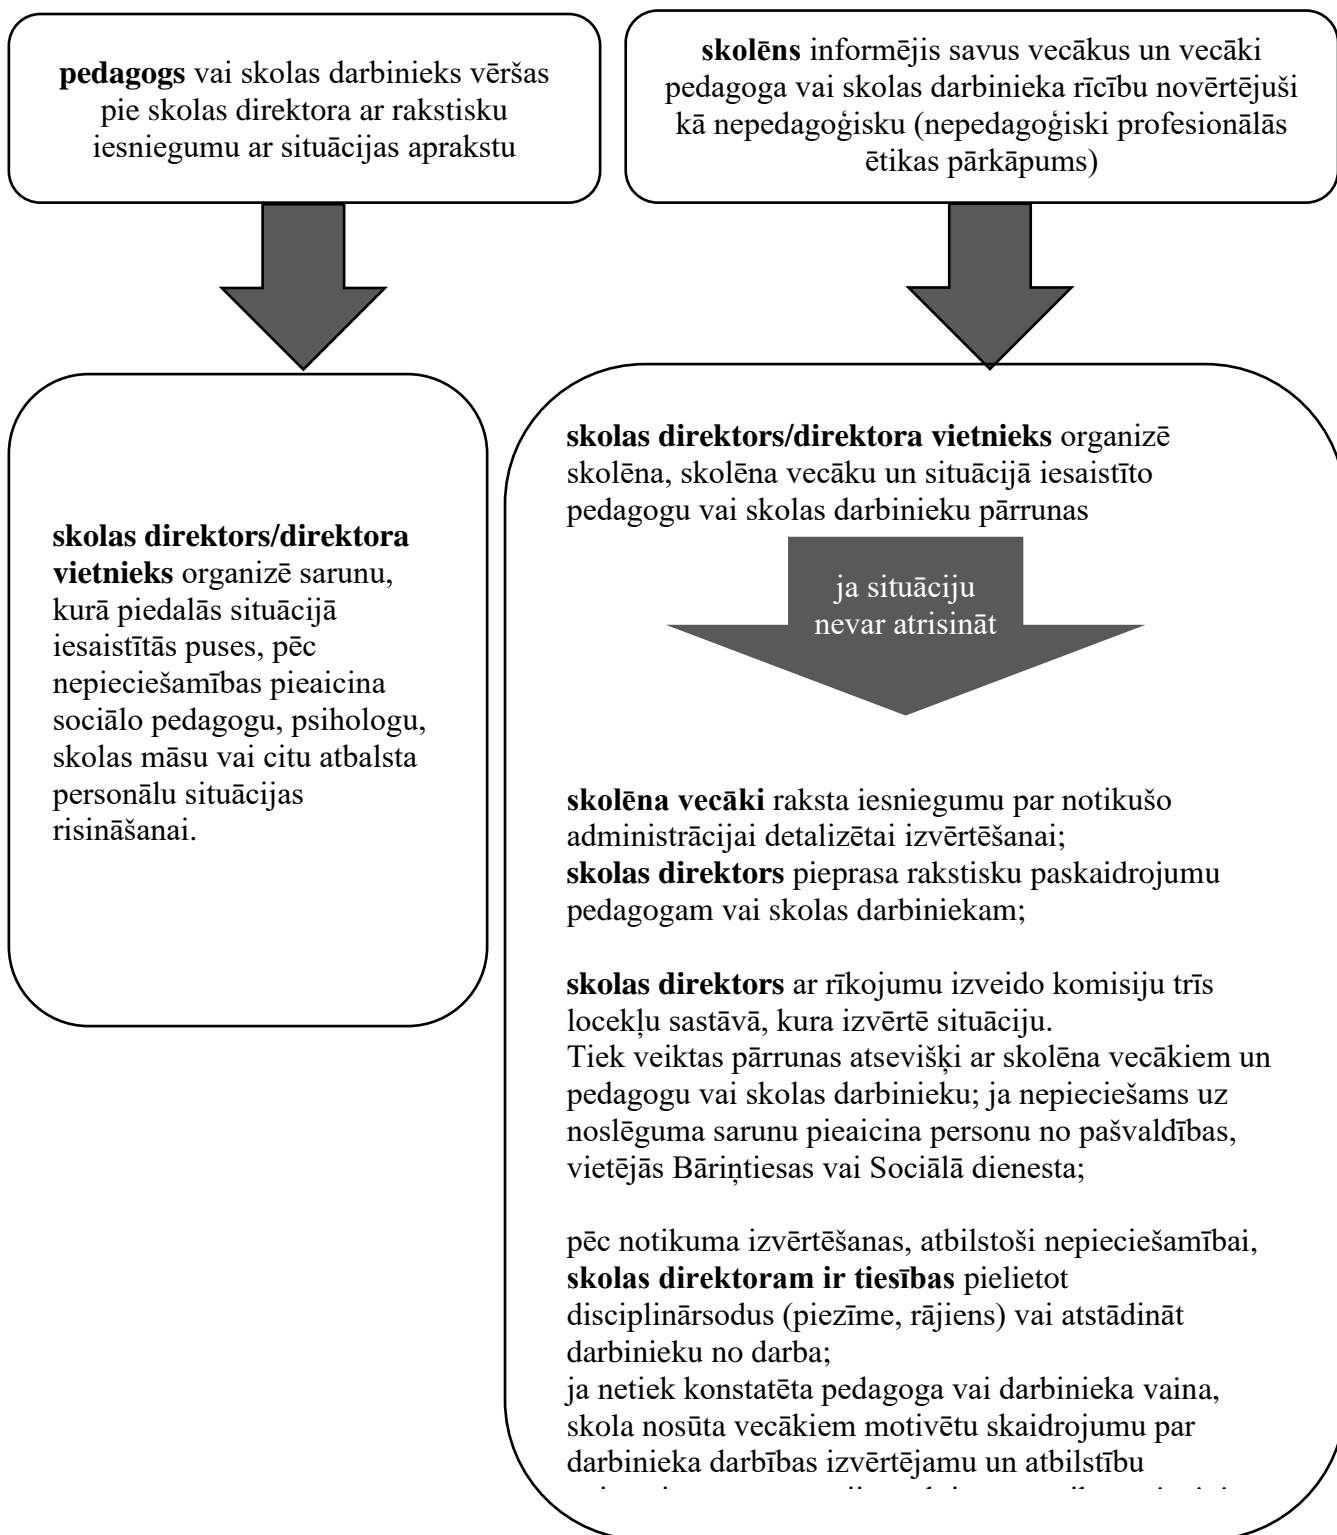 pedagogs vai skolas darbinieks vēršas
pie skolas direktora ar rakstisku
iesniegumu ar situācijas aprakstu
skolēns informējis savus vecākus un vecāki
pedagoga vai skolas darbinieka rīcību novērtējuši
kā nepedagoģisku (nepedagoģiski profesionālās
ētikas pārkāpums)
skolas direktors/direktora
vietnieks organizē sarunu,
kurā piedalās situācijā
iesaistītās puses, pēc
nepieciešamības pieaicina
sociālo pedagogu, psihologu,
skolas māsu vai citu atbalsta
personālu situācijas
risināšanai.
skolas direktors/direktora vietnieks organizē
skolēna, skolēna vecāku un situācijā iesaistīto
pedagogu vai skolas darbinieku pārrunas
ja situāciju
nevar atrisināt
skolēna vecāki raksta iesniegumu par notikušo
administrācijai detalizētai izvērtēšanai;
skolas direktors pieprasa rakstisku paskaidrojumu
pedagogam vai skolas darbiniekam;
skolas direktors ar rīkojumu izveido komisiju trīs
locekļu sastāvā, kura izvērtē situāciju.
Tiek veiktas pārrunas atsevišķi ar skolēna vecākiem un
pedagogu vai skolas darbinieku; ja nepieciešams uz
noslēguma sarunu pieaicina personu no pašvaldības,
vietējās Bāriņtiesas vai Sociālā dienesta;
pēc notikuma izvērtēšanas, atbilstoši nepieciešamībai,
skolas direktoram ir tiesības pielietot
disciplinārsodus (piezīme, rājiens) vai atstādināt
darbinieku no darba;
ja netiek konstatēta pedagoga vai darbinieka vaina,
skola nosūta vecākiem motivētu skaidrojumu par
darbinieka darbības izvērtējamu un atbilstību